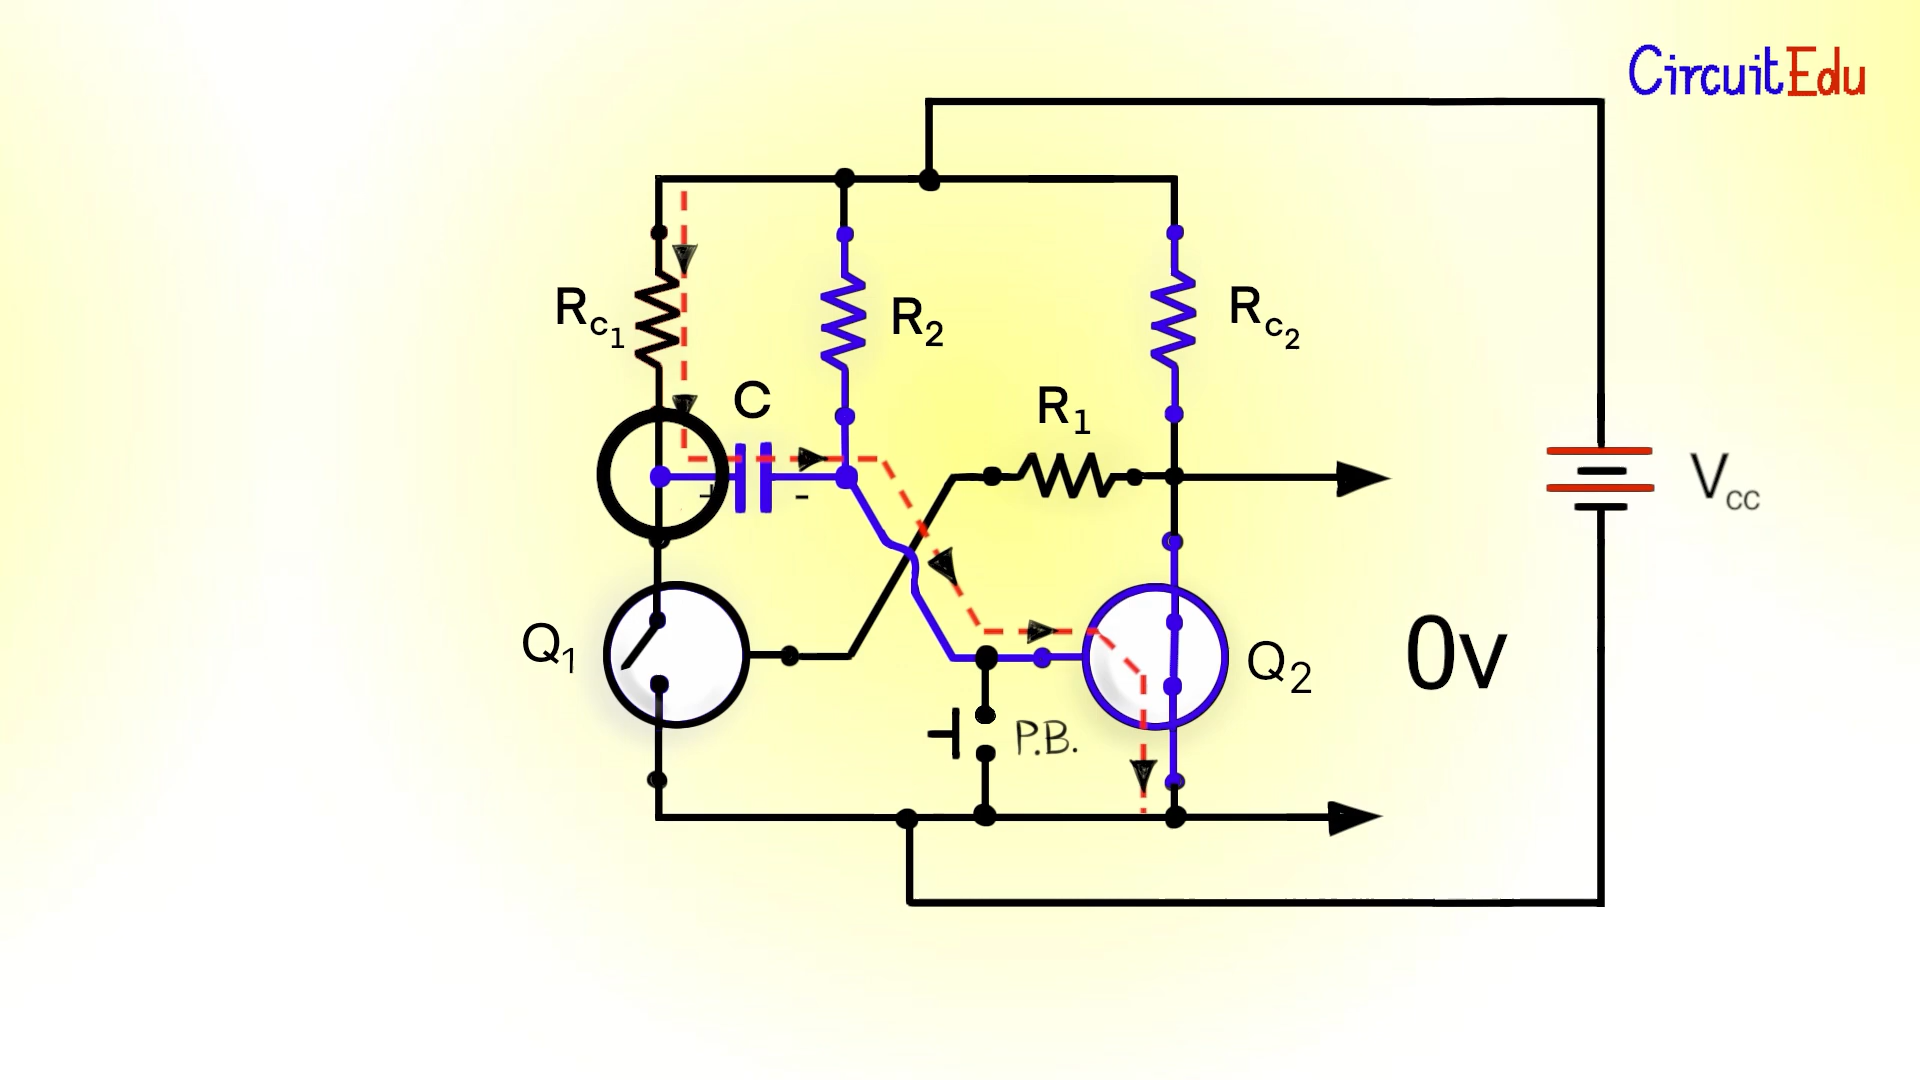 CircuitEdu
Rc1
R2
Rc2
C
R1
+
-
Vcc
Q1
Q2
0v
P.B.